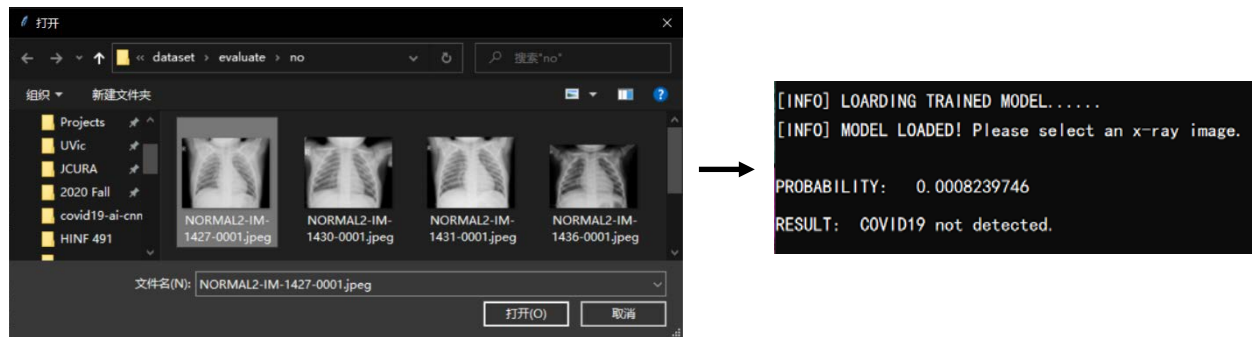 打开
« dataset › evaluate › no
搜索"no"
组织
新建文件夹
Projects
UVic
JCURA
2020 Fall
covid19-ai-cnn
HINF 491
NORMAL2-IM-
1427-0001.jpeg
NORMAL2-IM-
1430-0001.jpeg
NORMAL2-IM-
1431-0001.jpeg
NORMAL2-IM-
1436-0001.jpeg
文件名(N):
NORMAL2-IM-1427-0001.jpeg
打开(O)
取消
[INFO] LOARDING TRAINED MODEL......
[INFO] MODEL LOADED! Please select an x-ray image.
PROBABILITY: 0.0008239746
RESULT: COVID19 not detected.